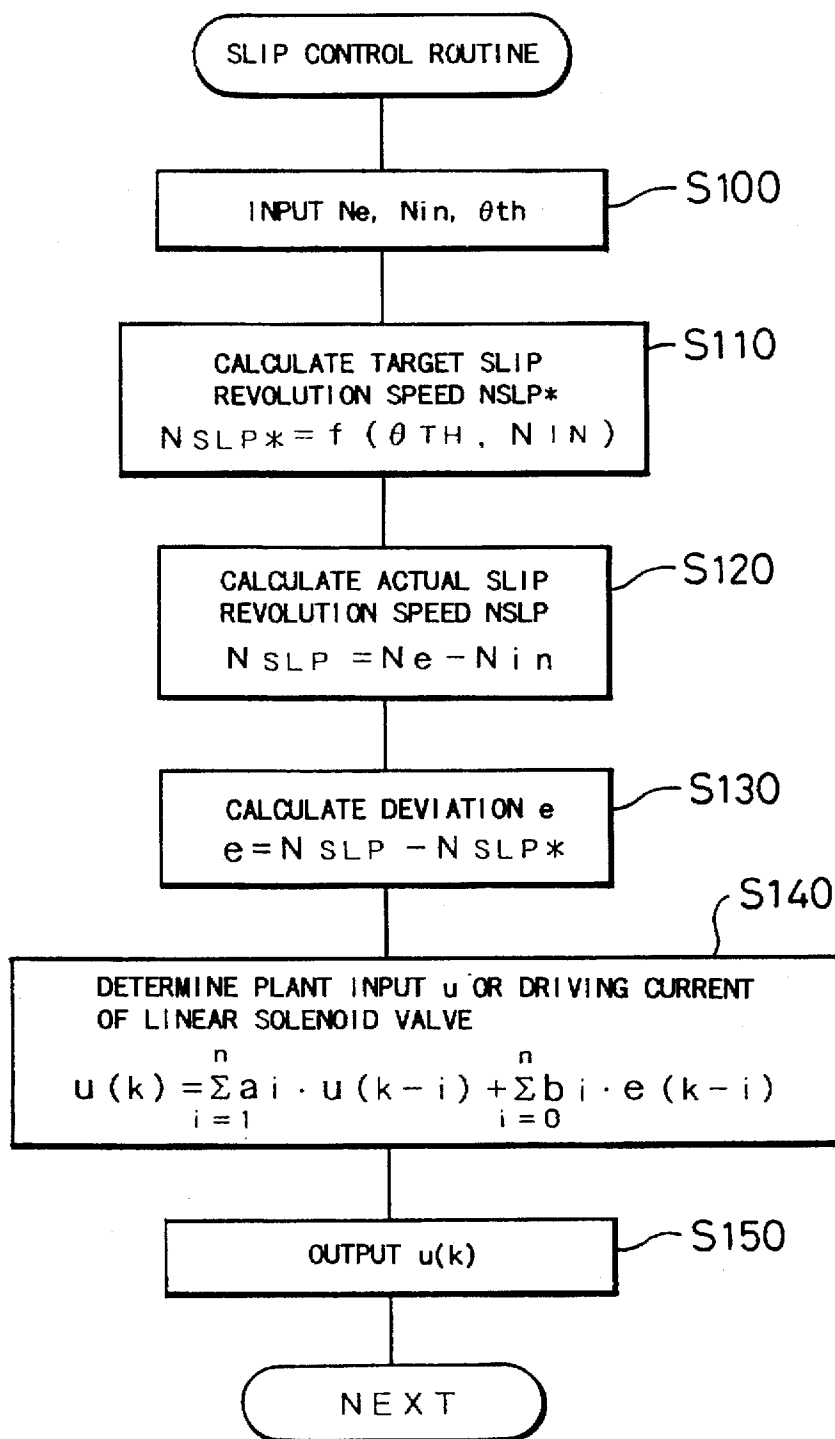 SLIP CONTROL ROUTINE
INPUT Ne, Nin, θth
S100
CALCULATE TARGET SLIP
REVOLUTION SPEED NSLP*
NSLP* = f (θTH, NIN)
S110
CALCULATE ACTUAL SLIP
REVOLUTION SPEED NSLP
NSLP = Ne - Nin
S120
CALCULATE DEVIATION e
e = NSLP - NSLP*
S130
S140
DETERMINE PLANT INPUT u OR DRIVING CURRENT
OF LINEAR SOLENOID VALVE
n n
u (k) = Σ ai · u (k-i) + Σ bi · e (k-i)
i = 1 i = 0
OUTPUT u(k)
S150
NEXT